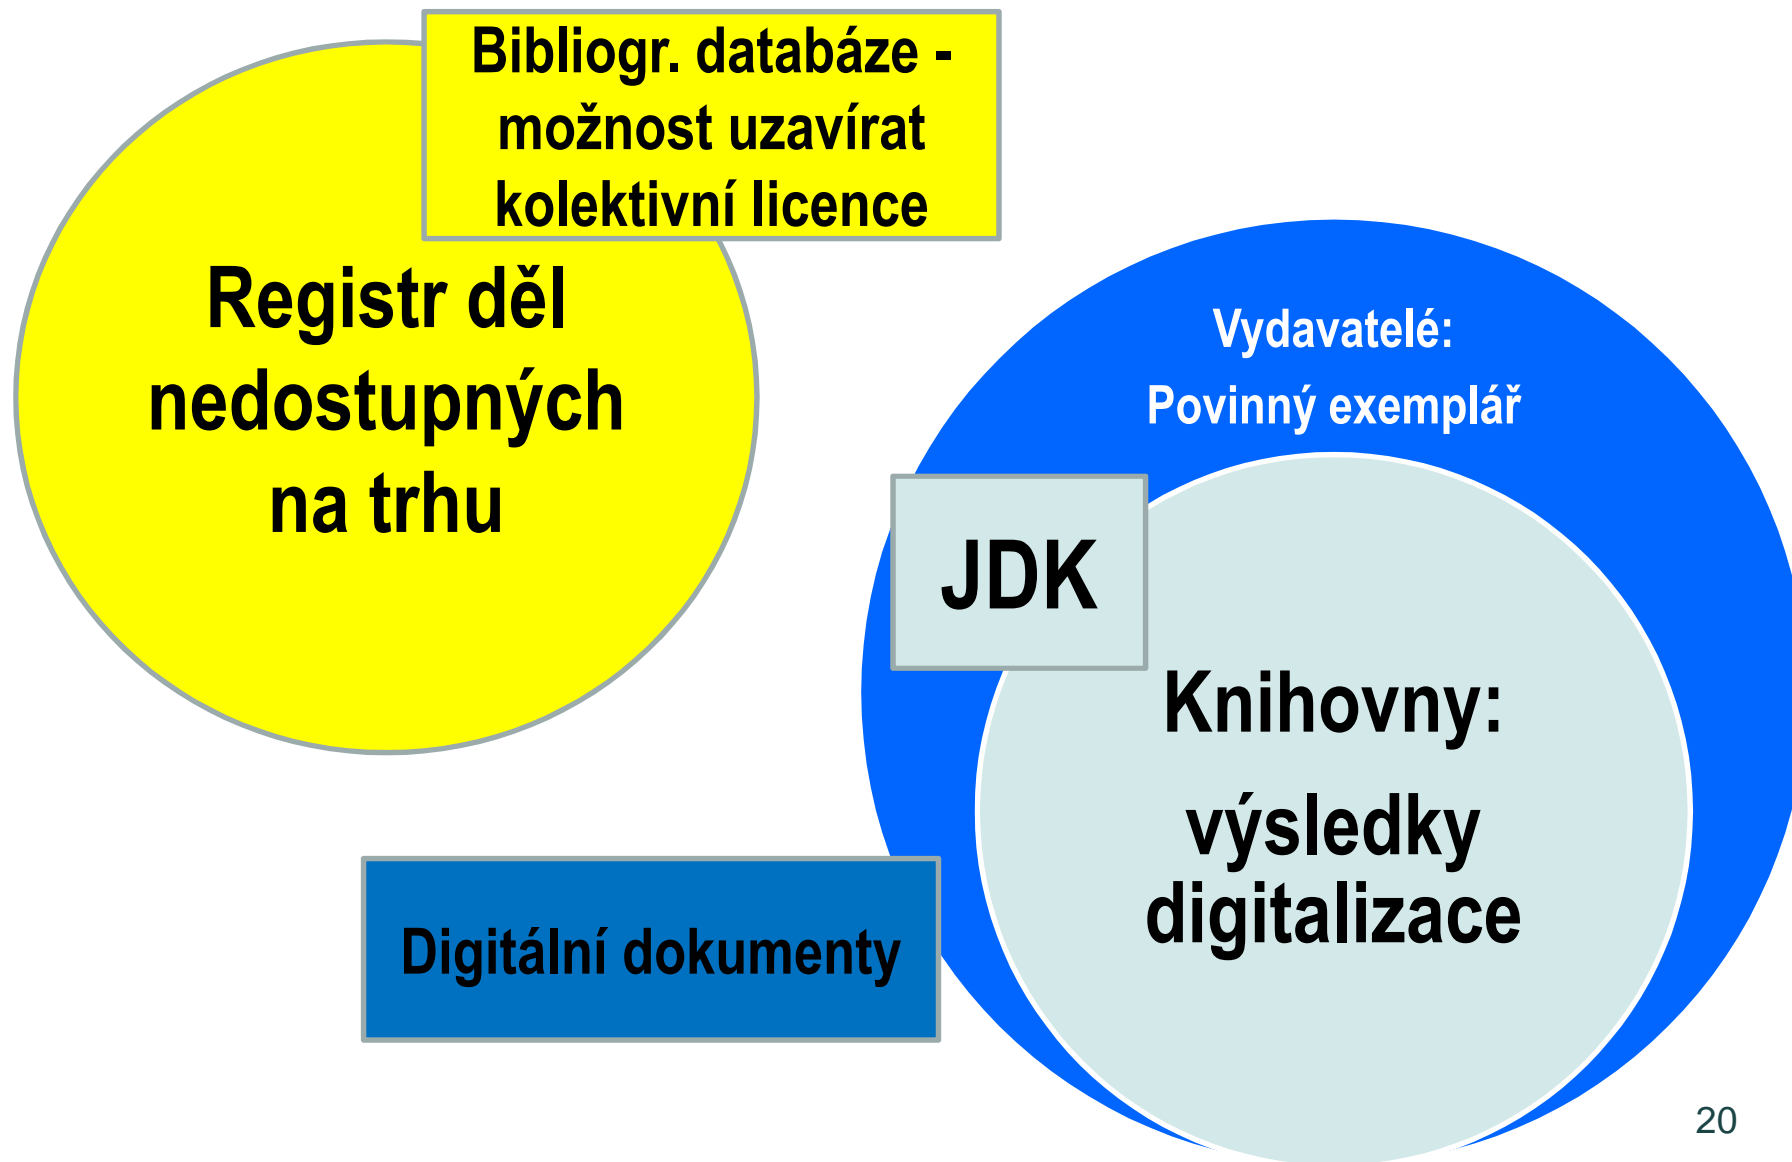 Bibliogr. databáze -
možnost uzavírat
kolektivní licence
Registr děl
nedostupných
na trhu
Vydavatelé:
Povinný exemplář
JDK
Knihovny:
výsledky
digitalizace
Digitální dokumenty
20